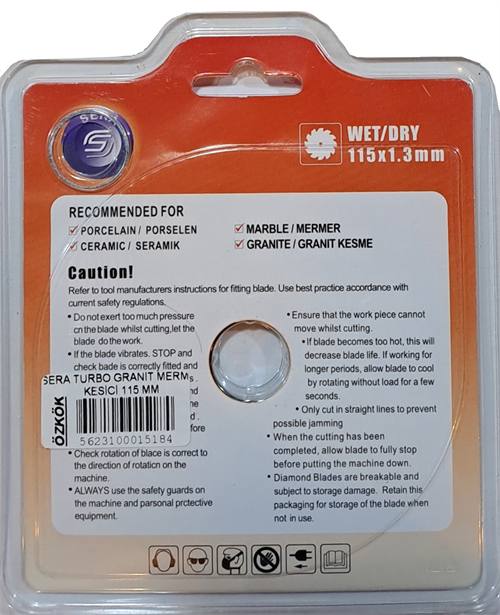 SERA
WET/DRY
115x1.3mm
RECOMMENDED FOR
PORCELAIN / PORSELEN
CERAMIC / SERAMIK
MARBLE / MERMER
GRANITE / GRANIT KESME
Caution!
Refer to tool manufacturers instructions for fitting blade. Use best practice accordance with
current safety regulations.
• Do not exert too much pressure
cn the blade whilst cutting,let the
blade do the work.
• If the blade vibrates. STOP and
check bade is correctly fitted and
SERA TURBO GRANIT MERM
KESİCİ 115 MM
ÖZKÖK
5623100015184
• Check rotation of blace is correct to
the direction of rotation on the
machine.
• ALWAYS use the safety guards on
the machine and parsonal prctective
equipment.
• Ensure that the work piece cannot
move whilst cutting.
• If blade becomes too hot, this will
decrease blade life. If working for
longer periods, allow blade to cool
by rotating without load for a few
seconds.
• Only cut in straight lines to prevent
possible jamming
• When the cutting has been
completed, allow blade to fully stop
before putting the machine down.
• Diamond Blades are breakable and
subject to storage damage. Retain this
packaging for storage of the blade when
not in use.